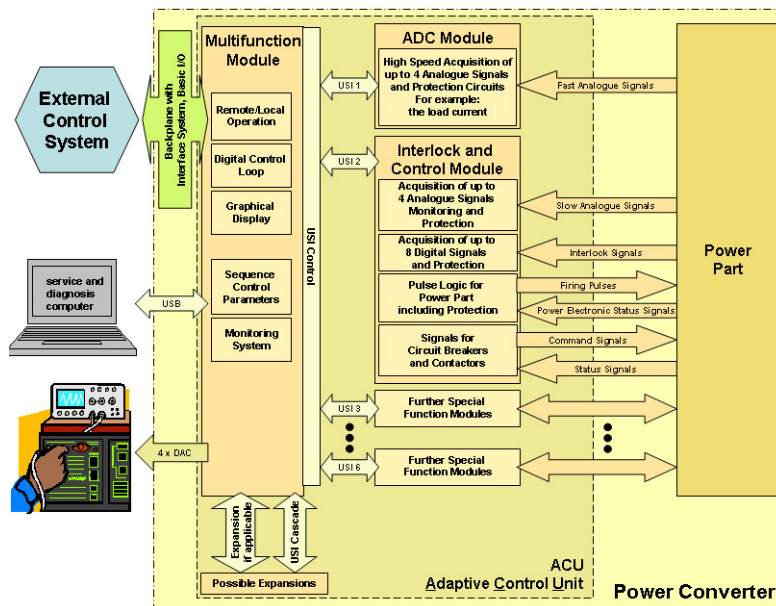 External
Control
System
Backplane with
Interface System, Basic I/O
Multifunction
Module
Remote/Local
Operation
Digital Control
Loop
Graphical
Display
Sequence
Control
Parameters
Monitoring
System
USI Control
USI 1
USI 2
USI 3
USI 6
ADC Module
High Speed Acquisition of
up to 4 Analogue Signals
and Protection Circuits
For example:
the load current
Interlock and
Control Module
Acquisition of up to
4 Analogue Signals
Monitoring and
Protection
Acquisition of up to
8 Digital Signals
and Protection
Pulse Logic for
Power Part
including Protection
Signals for
Circuit Breakers
and Contactors
Further Special
Function Modules
Further Special
Function Modules
Fast Analogue Signals
Slow Analogue Signals
Interlock Signals
Firing Pulses
Power Electronic Status Signals
Command Signals
Status Signals
Power
Part
service and
diagnosis
computer
USB
4 x DAC
Expansion
if applicable
USI Cascade
Possible Expansions
ACU
Adaptive Control Unit
Power Converter